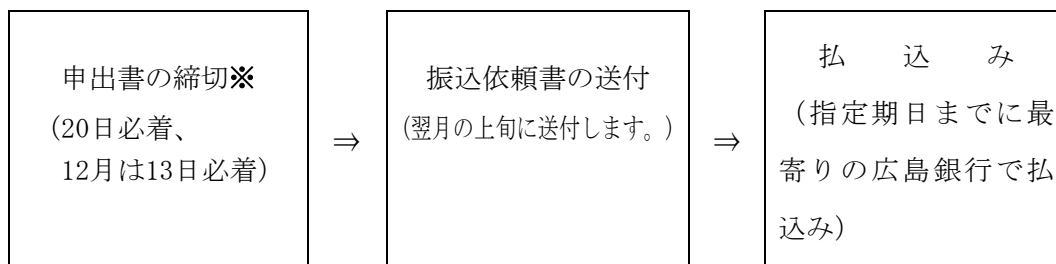 申出書の締切※
(20日必着、
12月は13日必着)
⇒
振込依頼書の送付
(翌月の上旬に送付します。)
⇒
払込み
(指定期日までに最
寄りの広島銀行で払
込み)